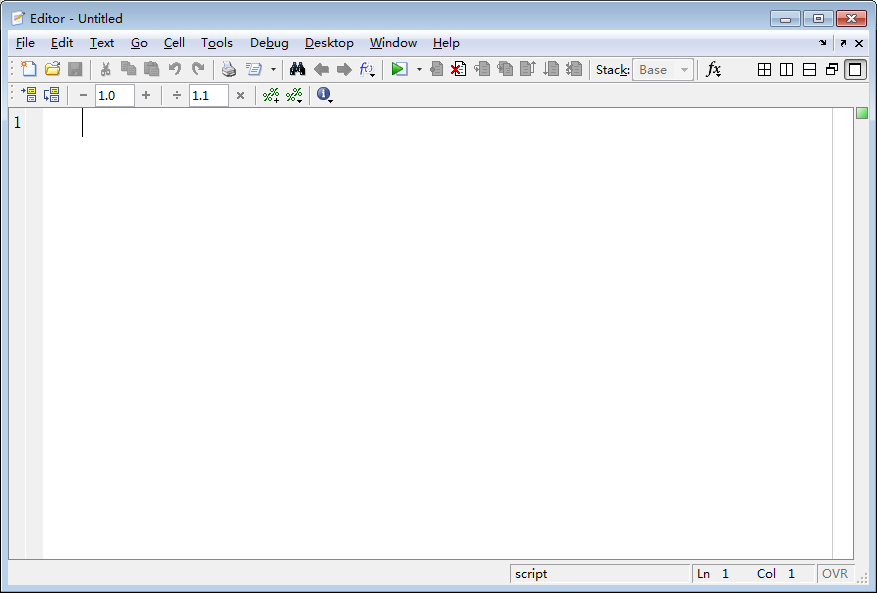 Editor - Untitled
File Edit Text Go Cell Tools Debug Desktop Window Help
Stack: Base fx
− 1.0 + ÷ 1.1 ×
1
script Ln 1 Col 1 OVR